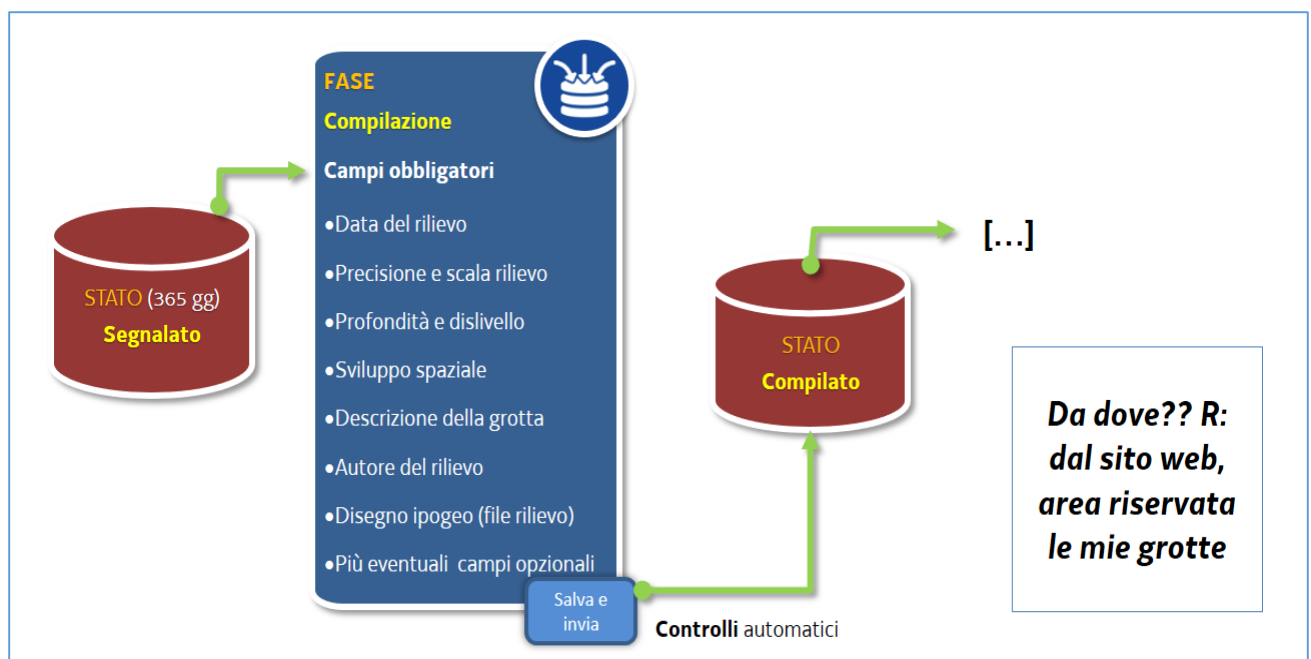 STATO (365 gg)
Segnalato
FASE
Compilazione
Campi obbligatori
•Data del rilievo
•Precisione e scala rilievo
•Profondità e dislivello
•Sviluppo spaziale
•Descrizione della grotta
•Autore del rilievo
•Disegno ipogeo (file rilievo)
•Più eventuali campi opzionali
Salva e
invia
Controlli automatici
STATO
Compilato
[...]
Da dove?? R:
dal sito web,
area riservata
le mie grotte